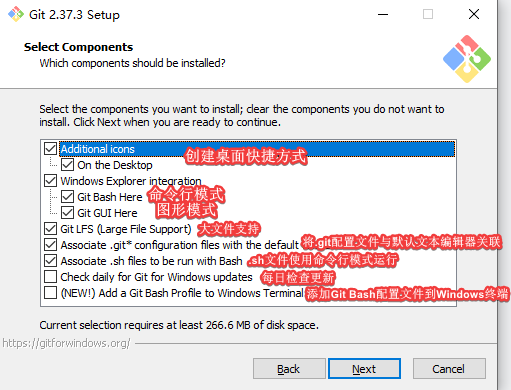 Git 2.37.3 Setup
Select Components
Which components should be installed?
Select the components you want to install; clear the components you do not want to
install. Click Next when you are ready to continue.
Additional icons
创建桌面快捷方式
On the Desktop
Windows Explorer integration
Git Bash Here 命令行模式
Git GUI Here 图形模式
Git LFS (Large File Support) 大文件支持
Associate .git* configuration files with the default 将.git配置文件与默认文本编辑器关联
Associate .sh files to be run with Bash .sh文件使用命令行模式运行
Check daily for Git for Windows updates 每日检查更新
(NEW!) Add a Git Bash Profile to Windows Terminal 添加Git Bash配置文件到Windows终端
Current selection requires at least 266.6 MB of disk space.
https://gitforwindows.org/
Back Next Cancel